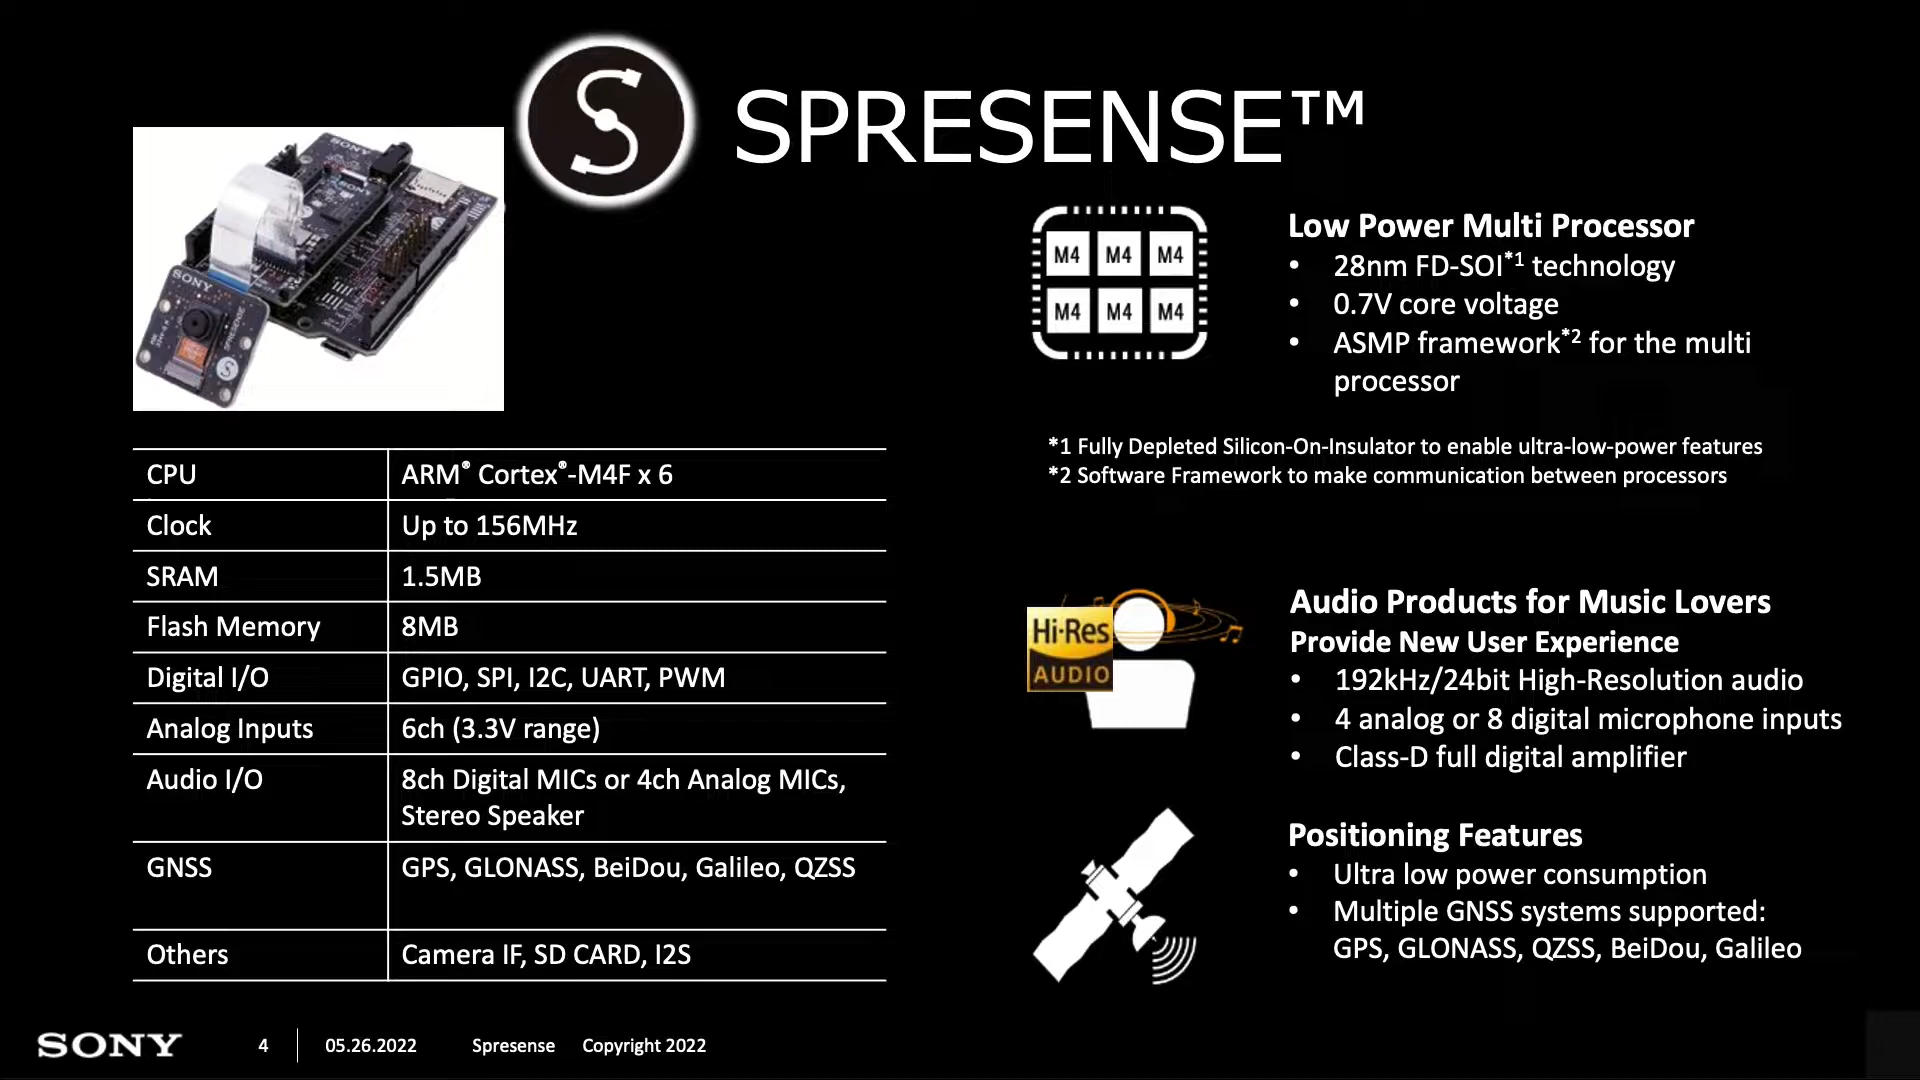 SPRESENSE™
SONY
SONY
SONY
SPRESENSE
M4 M4 M4
M4 M4 M4
Low Power Multi Processor
• 28nm FD-SOI*1 technology
• 0.7V core voltage
• ASMP framework*2 for the multi
processor
*1 Fully Depleted Silicon-On-Insulator to enable ultra-low-power features
*2 Software Framework to make communication between processors
CPU ARM® Cortex®-M4F x 6
Clock Up to 156MHz
SRAM 1.5MB
Flash Memory 8MB
Digital I/O GPIO, SPI, I2C, UART, PWM
Analog Inputs 6ch (3.3V range)
Audio I/O 8ch Digital MICs or 4ch Analog MICs,
Stereo Speaker
GNSS GPS, GLONASS, BeiDou, Galileo, QZSS
Others Camera IF, SD CARD, I2S
Hi-Res
AUDIO
Audio Products for Music Lovers
Provide New User Experience
• 192kHz/24bit High-Resolution audio
• 4 analog or 8 digital microphone inputs
• Class-D full digital amplifier
Positioning Features
• Ultra low power consumption
• Multiple GNSS systems supported:
GPS, GLONASS, QZSS, BeiDou, Galileo
SONY 4 05.26.2022 Spresense Copyright 2022